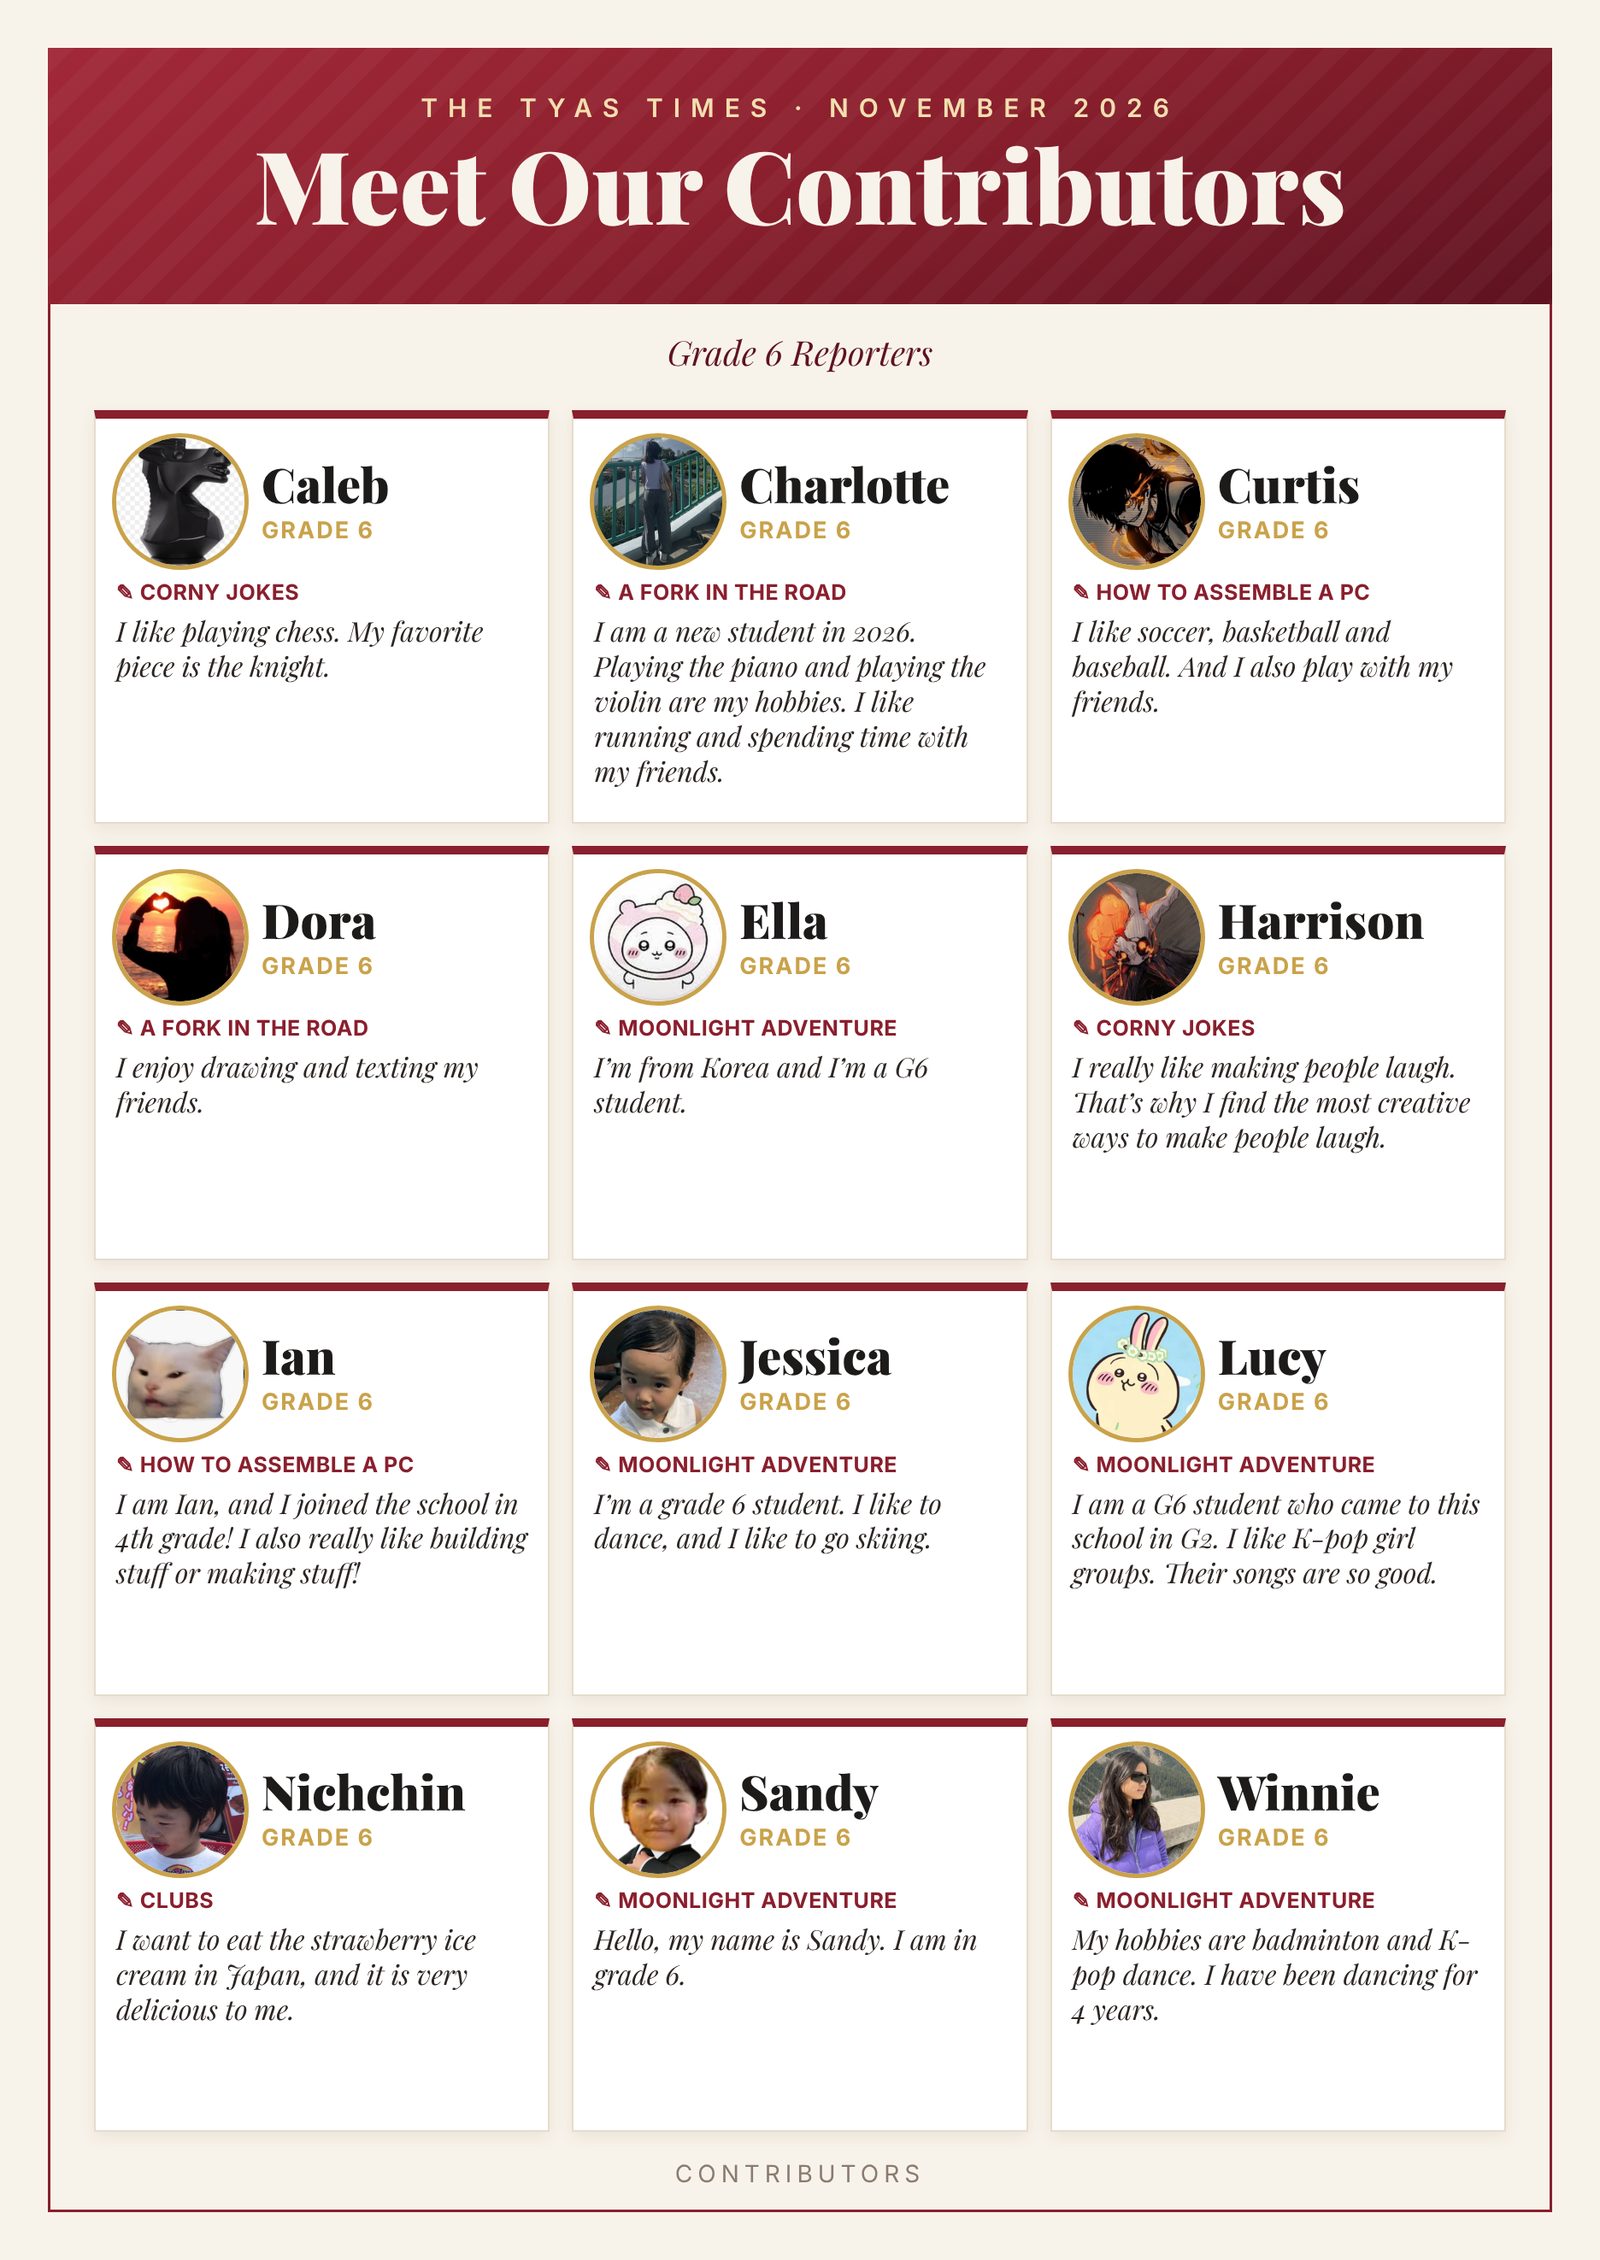 THE TYAS TIMES · NOVEMBER 2026
Meet Our Contributors
Grade 6 Reporters
Caleb
GRADE 6
✎ CORNY JOKES
I like playing chess. My favorite
piece is the knight.
Charlotte
GRADE 6
✎ A FORK IN THE ROAD
I am a new student in 2026.
Playing the piano and playing the
violin are my hobbies. I like
running and spending time with
my friends.
Curtis
GRADE 6
✎ HOW TO ASSEMBLE A PC
I like soccer, basketball and
baseball. And I also play with my
friends.
Dora
GRADE 6
✎ A FORK IN THE ROAD
I enjoy drawing and texting my
friends.
Ella
GRADE 6
✎ MOONLIGHT ADVENTURE
I’m from Korea and I’m a G6
student.
Harrison
GRADE 6
✎ CORNY JOKES
I really like making people laugh.
That’s why I find the most creative
ways to make people laugh.
Ian
GRADE 6
✎ HOW TO ASSEMBLE A PC
I am Ian, and I joined the school in
4th grade! I also really like building
stuff or making stuff!
Jessica
GRADE 6
✎ MOONLIGHT ADVENTURE
I’m a grade 6 student. I like to
dance, and I like to go skiing.
Lucy
GRADE 6
✎ MOONLIGHT ADVENTURE
I am a G6 student who came to this
school in G2. I like K-pop girl
groups. Their songs are so good.
Nichchin
GRADE 6
✎ CLUBS
I want to eat the strawberry ice
cream in Japan, and it is very
delicious to me.
Sandy
GRADE 6
✎ MOONLIGHT ADVENTURE
Hello, my name is Sandy. I am in
grade 6.
Winnie
GRADE 6
✎ MOONLIGHT ADVENTURE
My hobbies are badminton and K-
pop dance. I have been dancing for
4 years.
CONTRIBUTORS